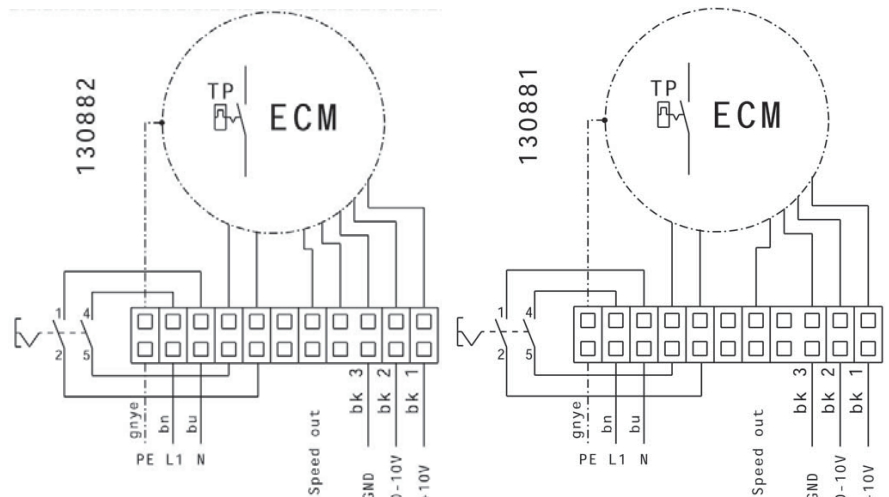 130882
TP
ECM
1 4
2 5
gnye
bn
bu
bk 3
bk 2
bk 1
PE L1 N
Speed out
GND
0-10V
+10V
130881
TP
ECM
1 4
2 5
gnye
bn
bu
bk 3
bk 2
bk 1
PE L1 N
Speed out
GND
0-10V
+10V